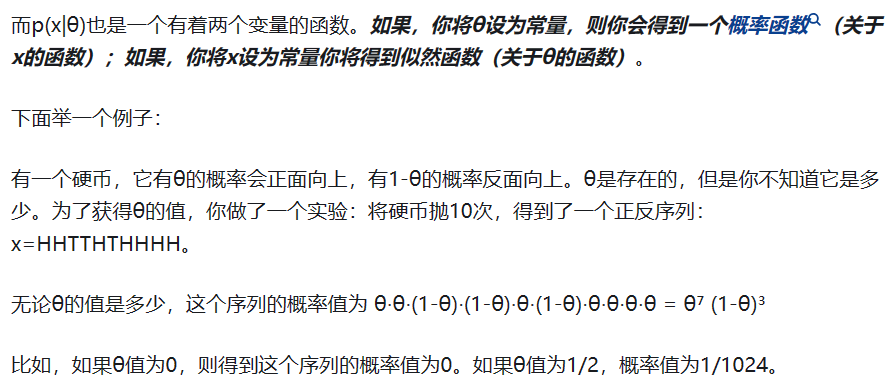 而p(x|θ)也是一个有着两个变量的函数。如果，你将θ设为常量，则你会得到一个概率函数（关于
x的函数）；如果，你将x设为常量你将得到似然函数（关于θ的函数）。
下面举一个例子：
有一个硬币，它有θ的概率会正面向上，有1-θ的概率反面向上。θ是存在的，但是你不知道它是多
少。为了获得θ的值，你做了一个实验：将硬币抛10次，得到了一个正反序列：
x=HHTTHTHHHH。
无论θ的值是多少，这个序列的概率值为 θ·θ·(1-θ)·(1-θ)·θ·(1-θ)·θ·θ·θ·θ = θ⁷ (1-θ)³
比如，如果θ值为0，则得到这个序列的概率值为0。如果θ值为1/2，概率值为1/1024。